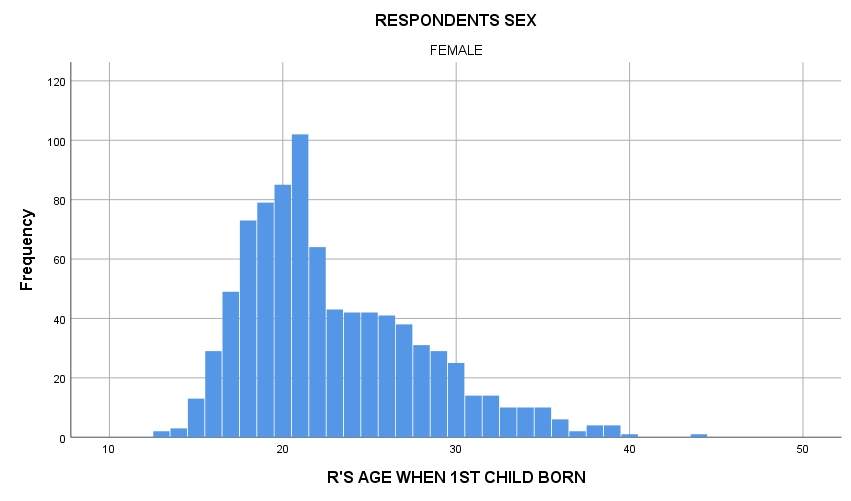 RESPONDENTS SEX
FEMALE
120
100
80
60
40
20
0
Frequency
10 20 30 40 50
R'S AGE WHEN 1ST CHILD BORN